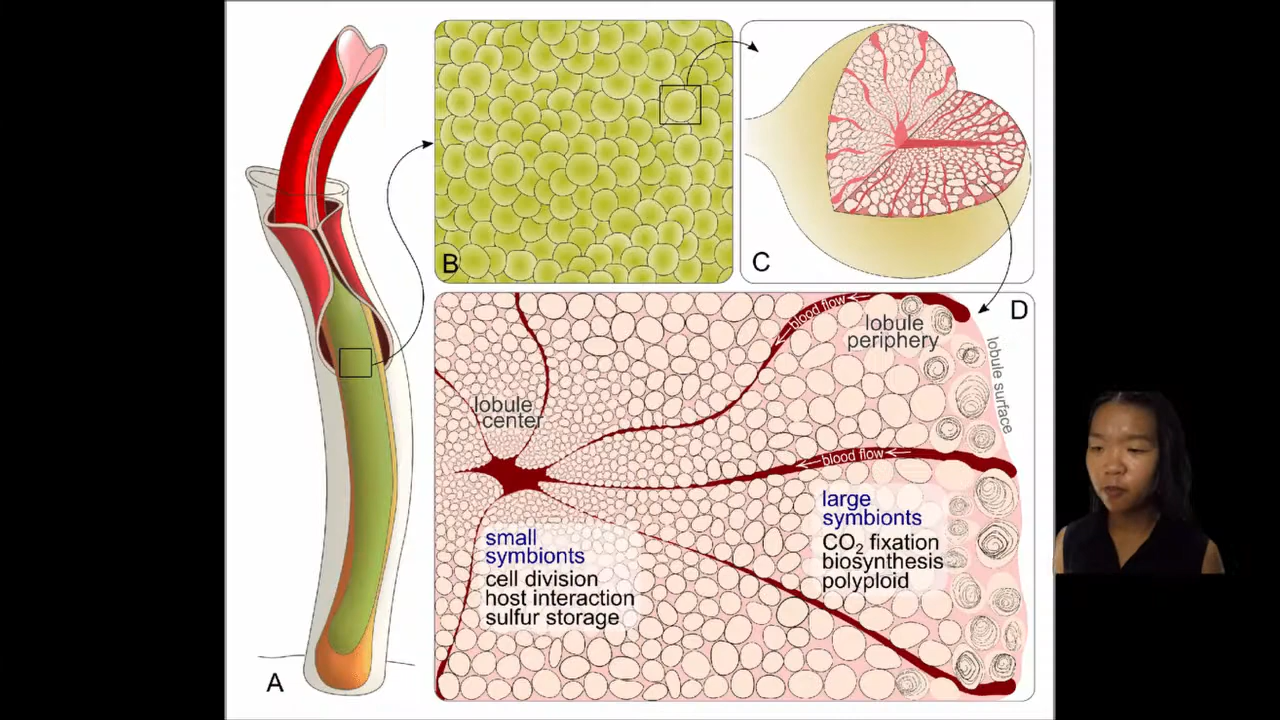 A
B
C
D
blood flow
lobule
periphery
lobule surface
lobule
center
blood flow
large
symbionts
CO₂ fixation
biosynthesis
polyploid
small
symbionts
cell division
host interaction
sulfur storage